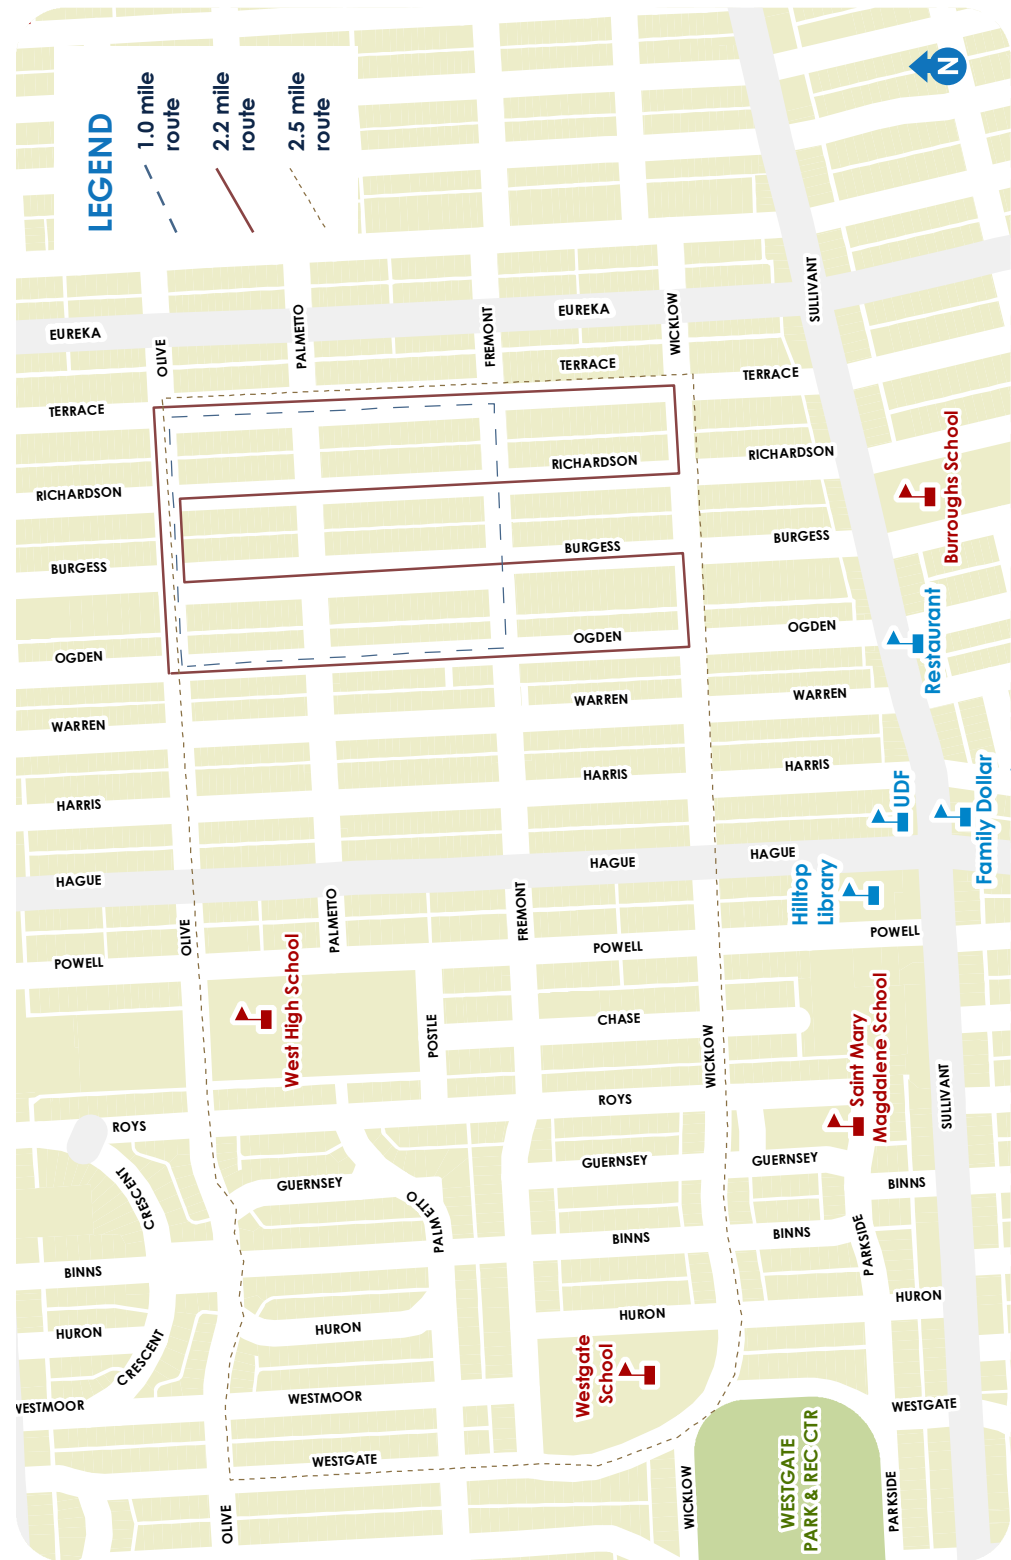 LEGEND
1.0 mile
route
2.2 mile
route
2.5 mile
route
N
EUREKA
EUREKA
OLIVE
PALMETTO
FREMONT
WICKLOW
SULLIVANT
TERRACE
TERRACE
TERRACE
RICHARDSON
RICHARDSON
RICHARDSON
BURGESS
BURGESS
BURGESS
OGDEN
OGDEN
OGDEN
WARREN
WARREN
WARREN
HARRIS
HARRIS
HARRIS
HAGUE
HAGUE
HAGUE
Burroughs School
Restaurant
UDF
Family Dollar
Hilltop
Library
OLIVE
PALMETTO
FREMONT
POWELL
POWELL
POWELL
West High School
POSTLE
CHASE
WICKLOW
Saint Mary
Magdalene School
SULLIVANT
ROYS
ROYS
CRESCENT
GUERNSEY
GUERNSEY
GUERNSEY
PALMETTO
BINNS
BINNS
BINNS
BINNS
PARKSIDE
HURON
HURON
HURON
HURON
CRESCENT
Westgate
School
WESTMOOR
WESTMOOR
WESTGATE
WESTGATE
OLIVE
WICKLOW
WESTGATE
PARK & REC CTR
PARKSIDE